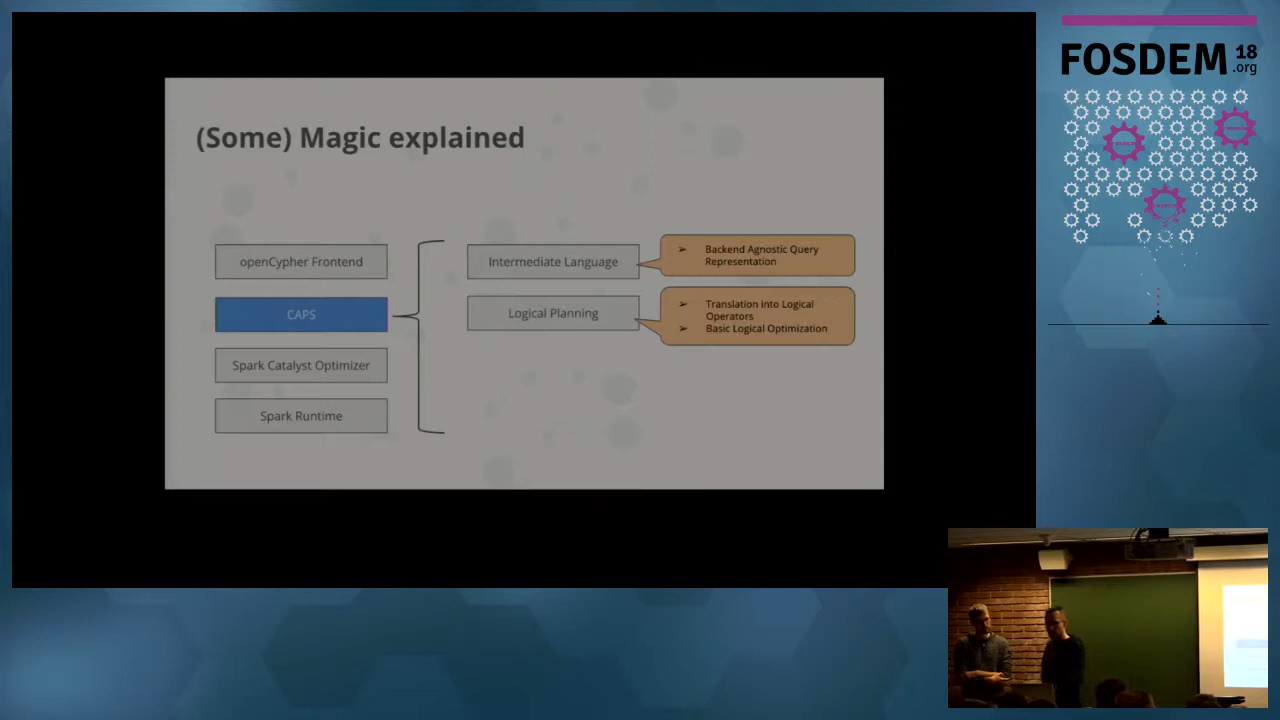 FOSDEM 18
.org
(Some) Magic explained
openCypher Frontend
CAPS
Spark Catalyst Optimizer
Spark Runtime
Intermediate Language
Logical Planning
➢ Backend Agnostic Query
Representation
➢ Translation into Logical
Operators
➢ Basic Logical Optimization